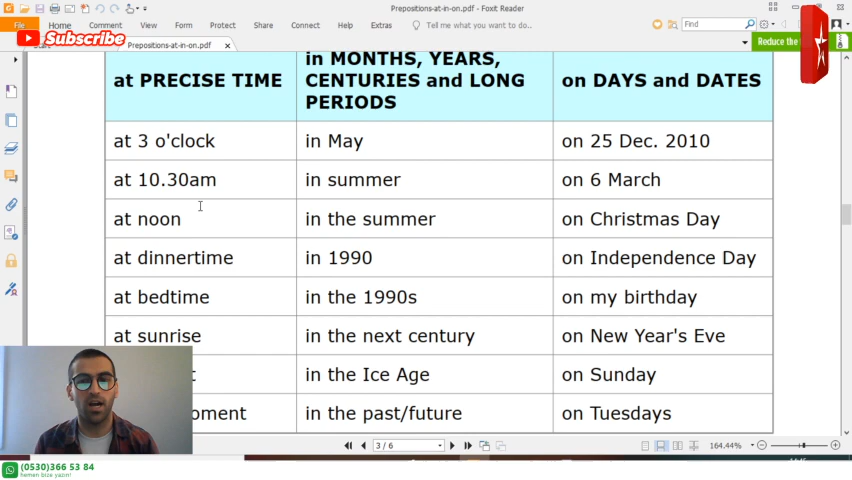 Prepositions-at-in-on.pdf - Foxit Reader
File Home Comment View Form Protect Share Connect Help Extras Tell me what you want to do.. Find
Subscribe
Prepositions-at-in-on.pdf
Reduce the
at PRECISE TIME
in MONTHS, YEARS, CENTURIES and LONG PERIODS
on DAYS and DATES
at 3 o'clock in May on 25 Dec. 2010
at 10.30am in summer on 6 March
at noon in the summer on Christmas Day
at dinnertime in 1990 on Independence Day
at bedtime in the 1990s on my birthday
at sunrise in the next century on New Year's Eve
in the Ice Age on Sunday
in the past/future on Tuesdays
3 / 6 164.44%
(0530)366 53 84
hemen bize yazın!